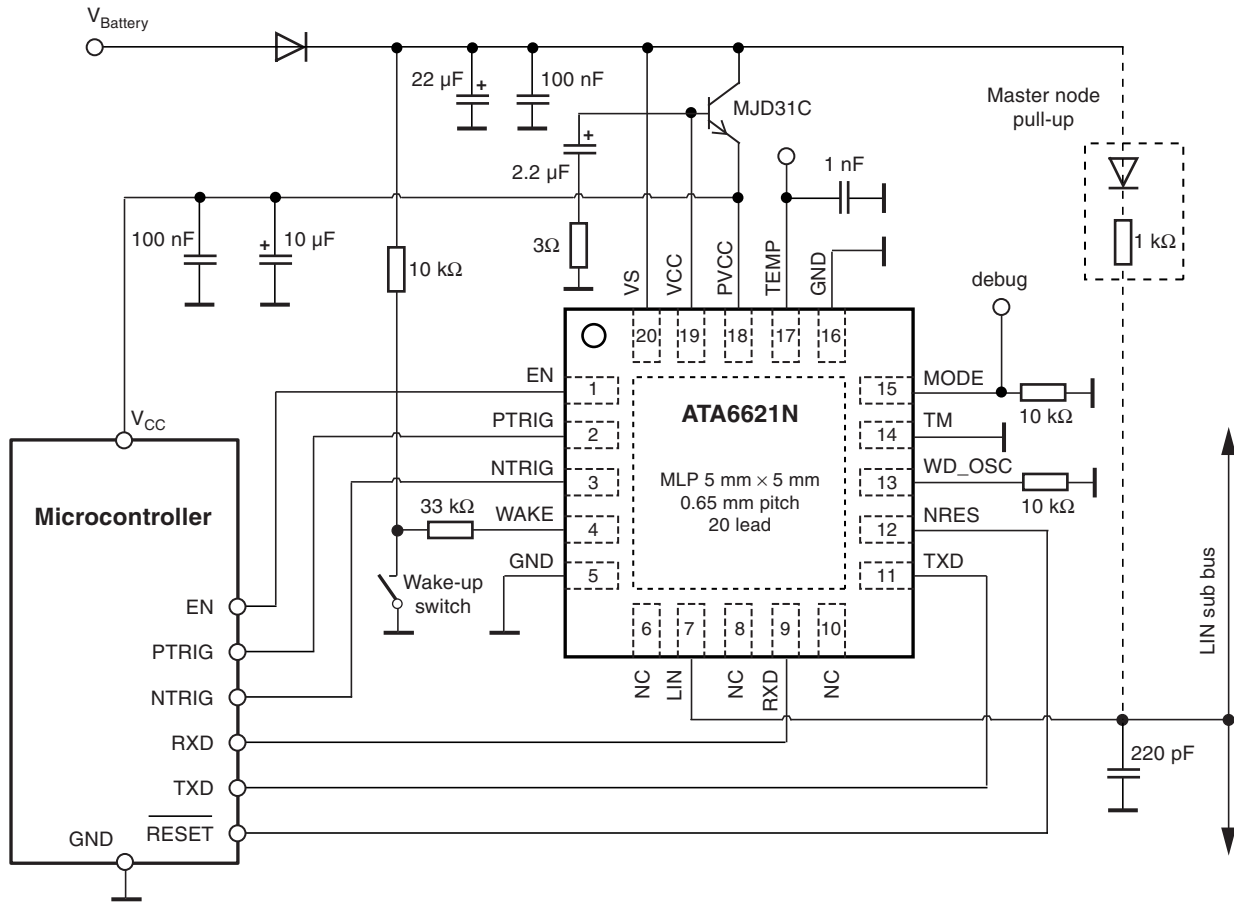 V Battery
22 µF
+
100 nF
MJD31C
Master node
pull-up
+
2.2 µF
1 nF
100 nF
+
10 µF
10 kΩ
3Ω
1 kΩ
VS
VCC
PVCC
TEMP
GND
debug
20
19
18
17
16
EN
1
ATA6621N
15
MODE
10 kΩ
PTRIG
2
14
TM
VCC
NTRIG
3
MLP 5 mm × 5 mm
0.65 mm pitch
20 lead
13
WD_OSC
10 kΩ
Microcontroller
33 kΩ
WAKE
4
12
NRES
GND
5
11
TXD
Wake-up
switch
6
7
8
9
10
NC
LIN
NC
RXD
NC
LIN sub bus
EN
PTRIG
NTRIG
RXD
TXD
RESET
GND
220 pF